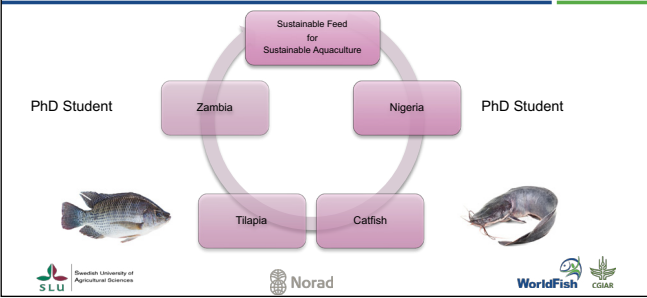 Sustainable Feed
for
Sustainable Aquaculture
PhD Student
Zambia
Nigeria
PhD Student
Tilapia
Catfish
SLU
Swedish University of
Agricultural Sciences
Norad
WorldFish
CGIAR